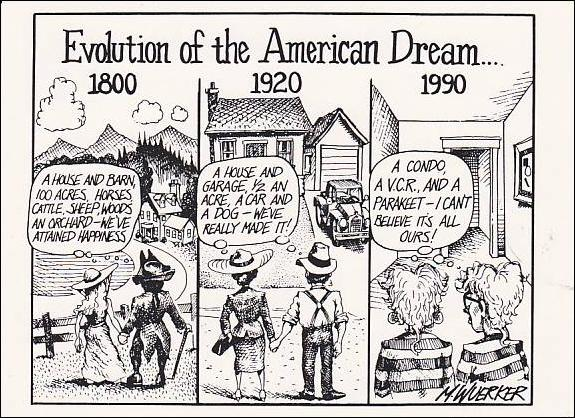 Evolution of the American Dream....
1800
1920
1990
A HOUSE AND BARN,
100 ACRES, HORSES
CATTLE, SHEEP, WOODS
AN ORCHARD - WE'VE
ATTAINED HAPPINESS
A HOUSE AND
GARAGE, ½ AN
ACRE, A CAR AND
A DOG - WE'VE
REALLY MADE IT!
A CONDO,
A V.C.R., AND A
PARAKEET - I CAN'T
BELIEVE IT'S ALL
OURS!
M.WUERKER